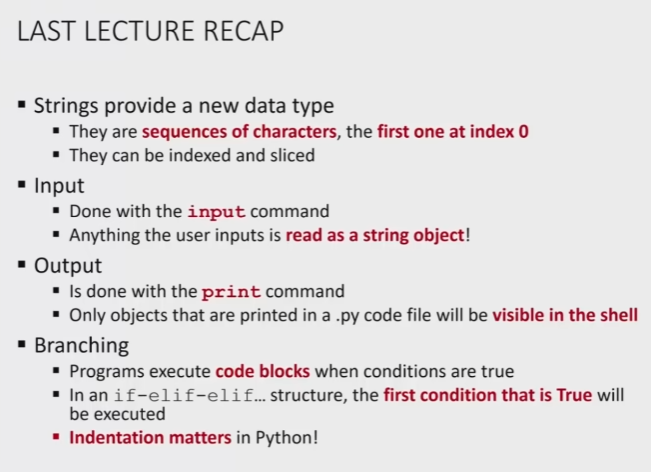 LAST LECTURE RECAP
▪ Strings provide a new data type
▪ They are sequences of characters, the first one at index 0
▪ They can be indexed and sliced
▪ Input
▪ Done with the input command
▪ Anything the user inputs is read as a string object!
▪ Output
▪ Is done with the print command
▪ Only objects that are printed in a .py code file will be visible in the shell
▪ Branching
▪ Programs execute code blocks when conditions are true
▪ In an if-elif-elif… structure, the first condition that is True will
be executed
▪ Indentation matters in Python!